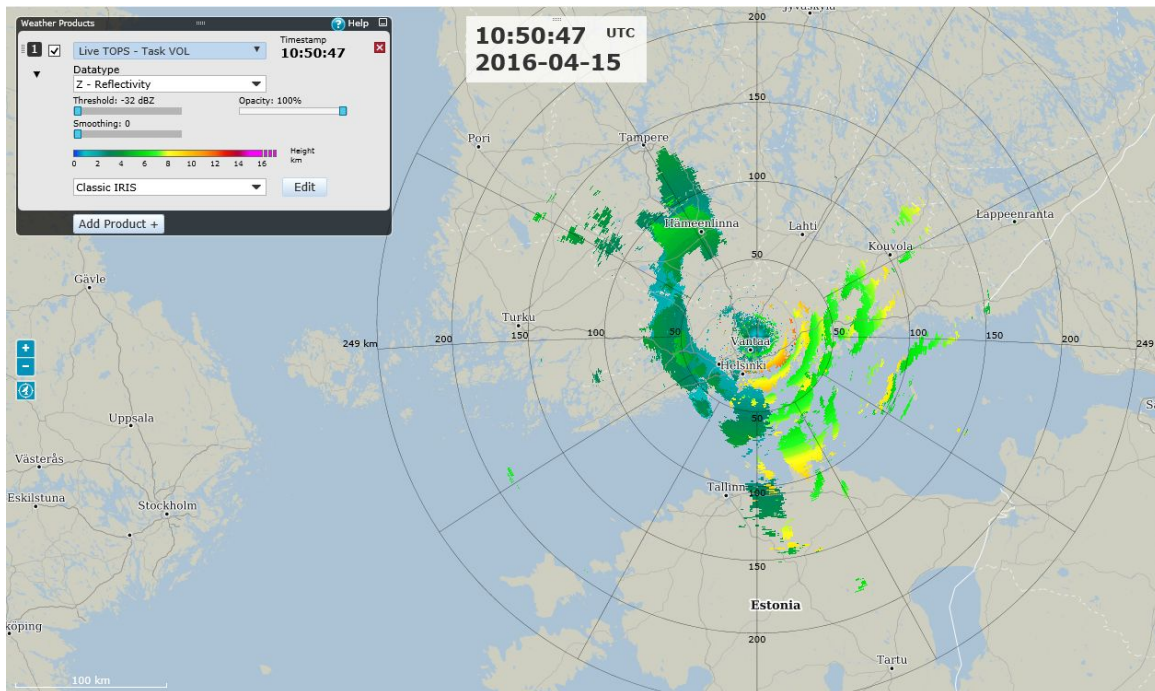 Weather Products
? Help
1
Live TOPS - Task VOL
Timestamp
10:50:47
Datatype
Z - Reflectivity
Threshold: -32 dBZ
Opacity: 100%
Smoothing: 0
0 2 4 6 8 10 12 14 16
Height
km
Classic IRIS
Edit
Add Product +
10:50:47 UTC
2016-04-15
200
Jyväskylä
150
Tampere
Pori
100
Lappeenranta
Hämeenlinna
Lahti
Kouvola
50
Gävle
Turku
249 km
200
150
100
50
Vantaa
50
100
150
200
249
Helsinki
+
−
50
Uppsala
Västerås
Tallinn
100
Eskilstuna
Stockholm
150
Estonia
köping
200
Tartu
100 km